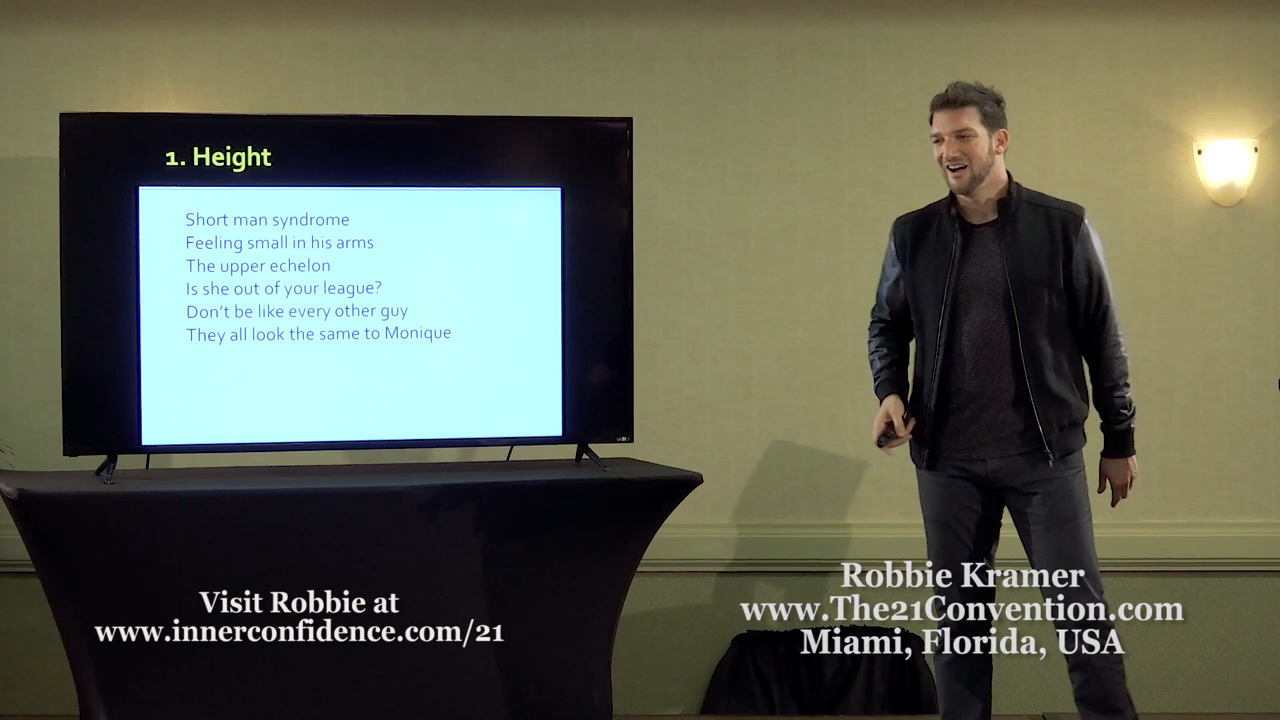 1. Height
Short man syndrome
Feeling small in his arms
The upper echelon
Is she out of your league?
Don't be like every other guy
They all look the same to Monique
VIZIO
Visit Robbie at
www.innerconfidence.com/21
Robbie Kramer
www.The21Convention.com
Miami, Florida, USA